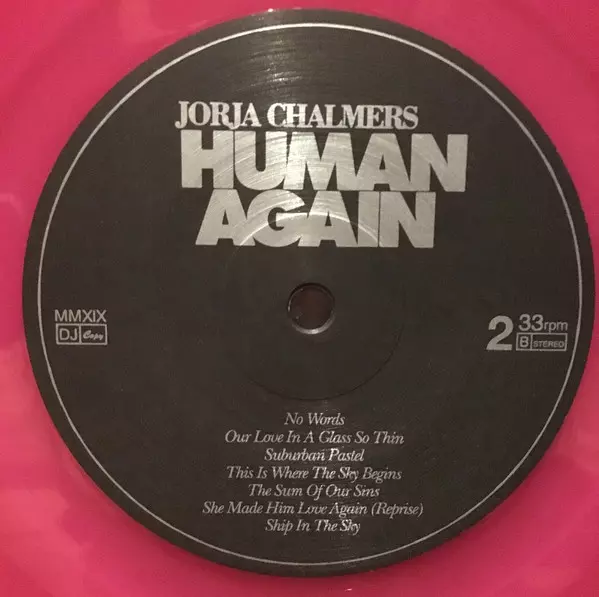 JORJA CHALMERS
HUMAN
AGAIN
MMXIX
DJ Copy
2 33rpm
B STEREO
No Words
Our Love In A Glass So Thin
Suburban Pastel
This Is Where The Sky Begins
The Sum Of Our Sins
She Made Him Love Again (Reprise)
Ship In The Sky